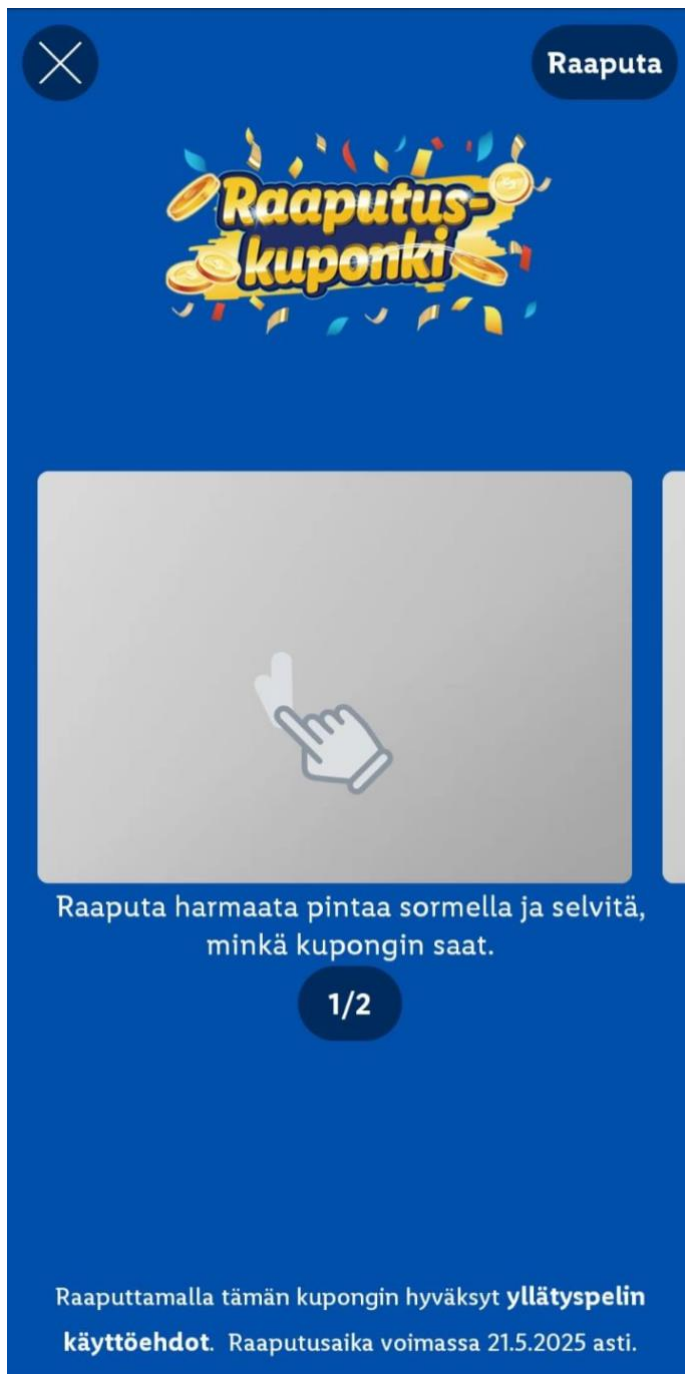 Raaputa
Raaputus-
kuponki
Raaputa harmaata pintaa sormella ja selvitä,
minkä kupongin saat.
1/2
Raaputtamalla tämän kupongin hyväksyt yllätyspelin
käyttöehdot. Raaputusaika voimassa 21.5.2025 asti.